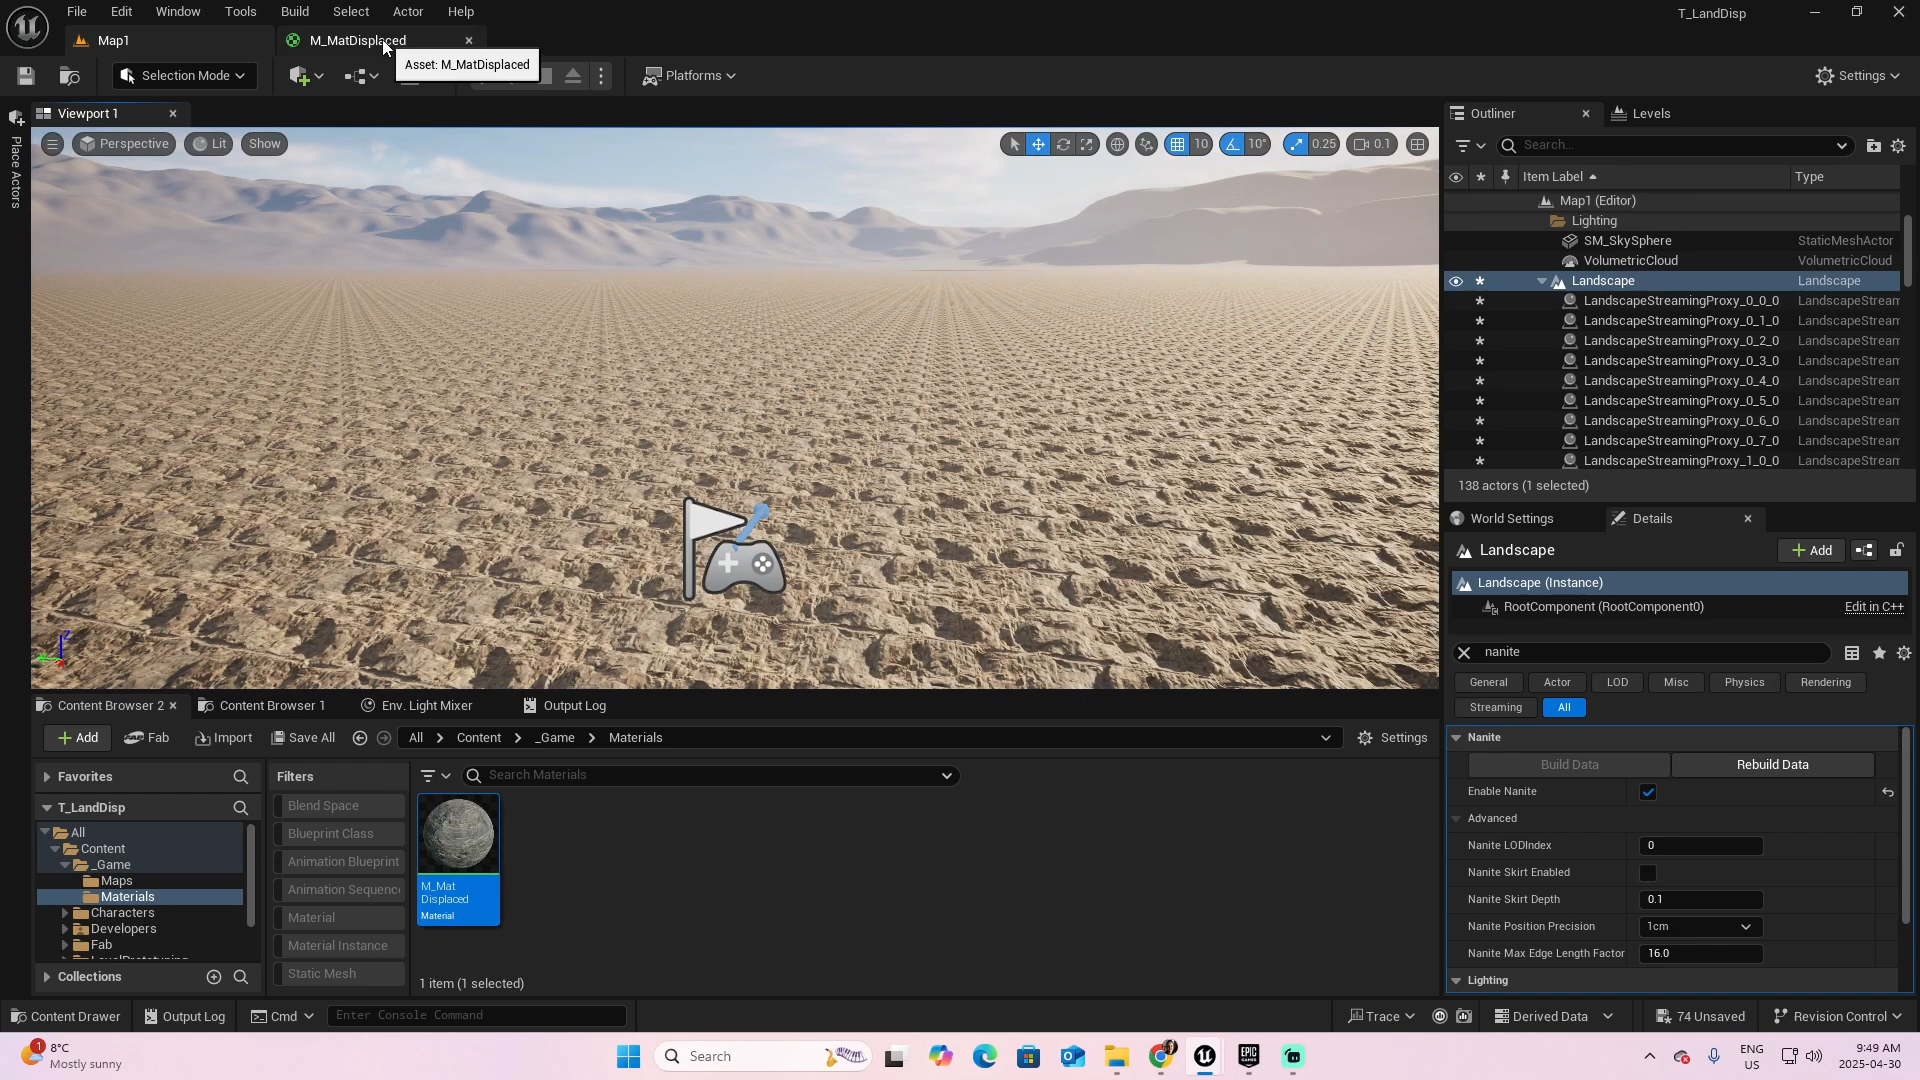 File Edit Window Tools Build Select Actor Help
T_LandDisp
Map1
M_MatDisplaced
Asset: M_MatDisplaced
Selection Mode
Platforms
Settings
Place Actors
Viewport 1
Perspective Lit Show
10 10° 0.25 0.1
Outliner
Levels
Search...
Item Label Type
Map1 (Editor)
Lighting
SM_SkySphere StaticMeshActor
VolumetricCloud VolumetricCloud
Landscape Landscape
LandscapeStreamingProxy_0_0_0 LandscapeStream
LandscapeStreamingProxy_0_1_0 LandscapeStream
LandscapeStreamingProxy_0_2_0 LandscapeStream
LandscapeStreamingProxy_0_3_0 LandscapeStream
LandscapeStreamingProxy_0_4_0 LandscapeStream
LandscapeStreamingProxy_0_5_0 LandscapeStream
LandscapeStreamingProxy_0_6_0 LandscapeStream
LandscapeStreamingProxy_0_7_0 LandscapeStream
LandscapeStreamingProxy_1_0_0 LandscapeStream
138 actors (1 selected)
World Settings
Details
Landscape
Add
Landscape (Instance)
RootComponent (RootComponent0) Edit in C++
nanite
General Actor LOD Misc Physics Rendering
Streaming All
Nanite
Build Data Rebuild Data
Enable Nanite
Advanced
Nanite LODIndex 0
Nanite Skirt Enabled
Nanite Skirt Depth 0.1
Nanite Position Precision 1cm
Nanite Max Edge Length Factor 16.0
Lighting
Z
Content Browser 2
Content Browser 1
Env. Light Mixer
Output Log
Add Fab Import Save All
All > Content > _Game > Materials
Settings
Favorites
T_LandDisp
All
Content
_Game
Maps
Materials
Characters
Developers
Fab
Collections
Filters
Blend Space
Blueprint Class
Animation Blueprint
Animation Sequenc
Material
Material Instance
Static Mesh
Search Materials
M_Mat
Displaced
Material
1 item (1 selected)
Content Drawer Output Log Cmd Enter Console Command
Trace Derived Data 74 Unsaved Revision Control
1
8°C
Mostly sunny
Search
EPIC
GAMES
ENG
US
9:49 AM
2025-04-30